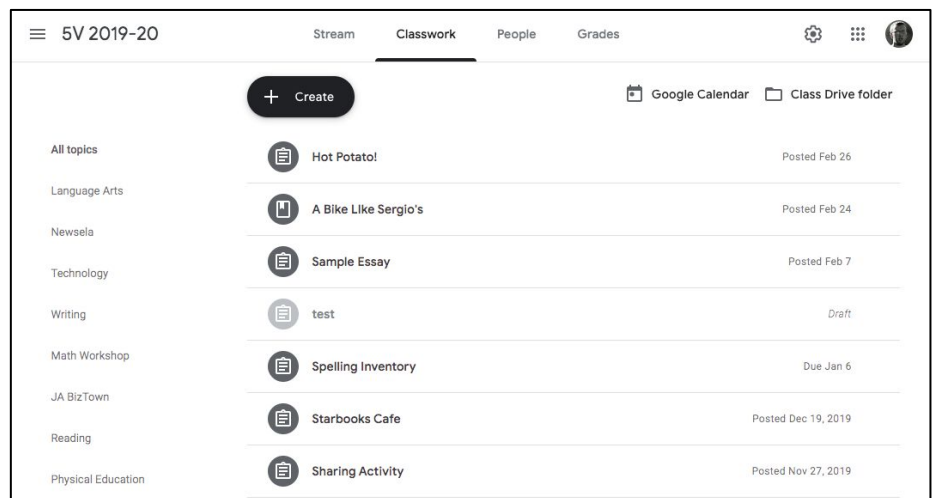 5V 2019-20 Stream Classwork People Grades
+ Create Google Calendar Class Drive folder
All topics
Language Arts
Newsela
Technology
Writing
Math Workshop
JA BizTown
Reading
Physical Education
Hot Potato! Posted Feb 26
A Bike LIke Sergio's Posted Feb 24
Sample Essay Posted Feb 7
test Draft
Spelling Inventory Due Jan 6
Starbooks Cafe Posted Dec 19, 2019
Sharing Activity Posted Nov 27, 2019